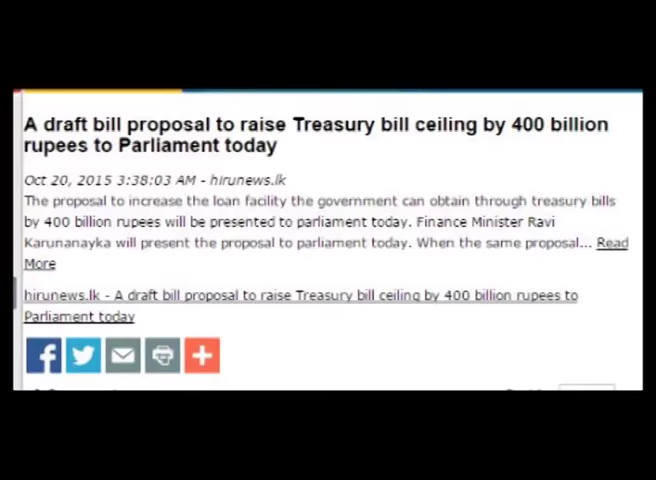 A draft bill proposal to raise Treasury bill ceiling by 400 billion
rupees to Parliament today
Oct 20, 2015 3:38:03 AM - hirunews.lk
The proposal to increase the loan facility the government can obtain through treasury bills
by 400 billion rupees will be presented to parliament today. Finance Minister Ravi
Karunanayka will present the proposal to parliament today. When the same proposal... Read
More
hirunews.lk - A draft bill proposal to raise Treasury bill ceiling by 400 billion rupees to
Parliament today